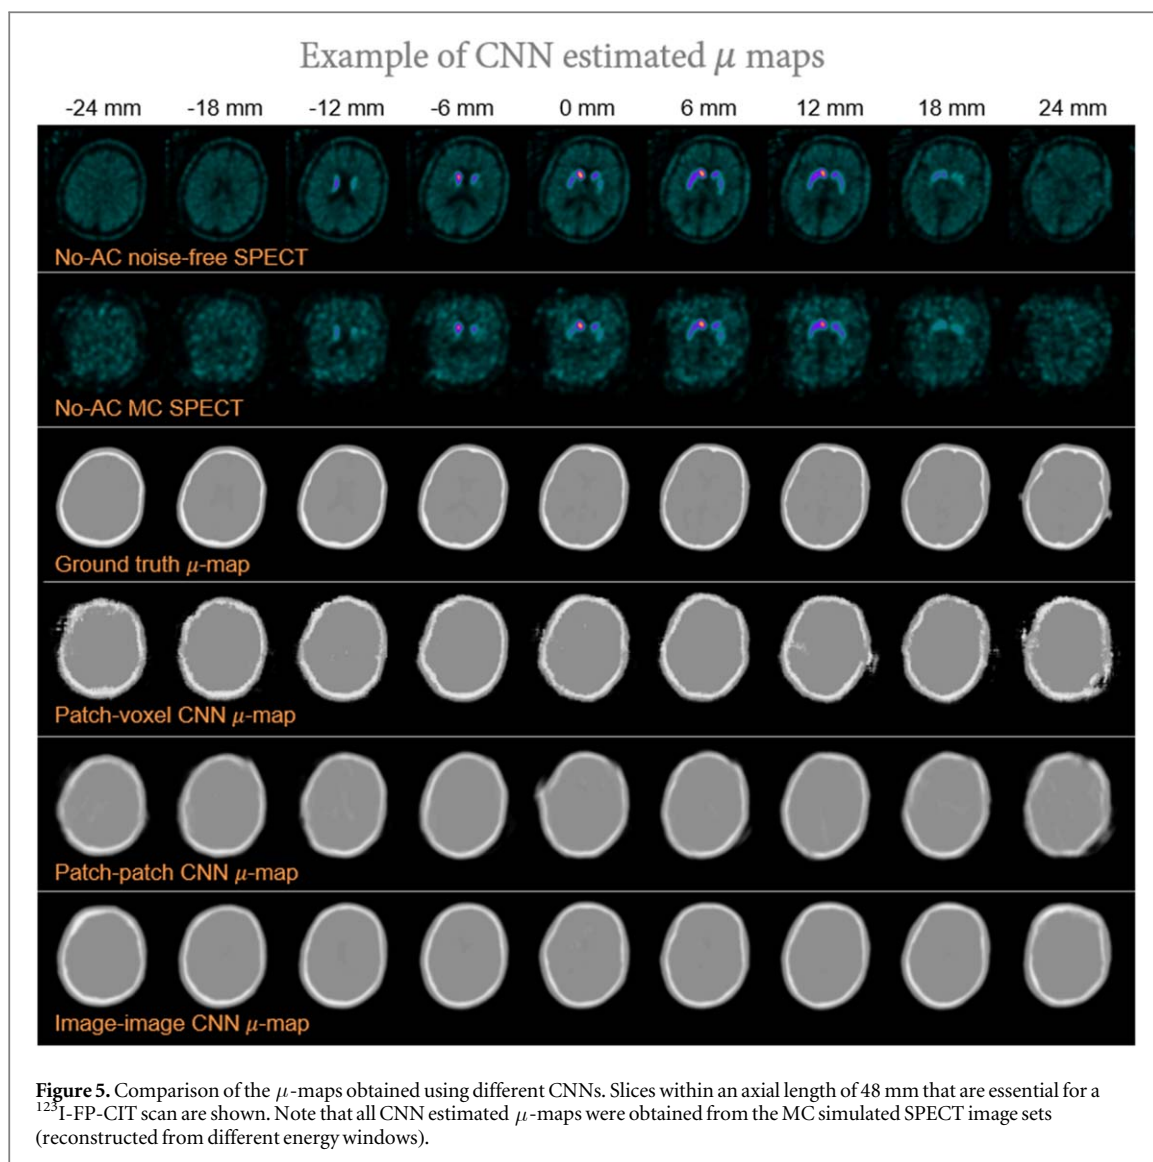 Example of CNN estimated μ maps
-24 mm -18 mm -12 mm -6 mm 0 mm 6 mm 12 mm 18 mm 24 mm
No-AC noise-free SPECT
No-AC MC SPECT
Ground truth μ-map
Patch-voxel CNN μ-map
Patch-patch CNN μ-map
Image-image CNN μ-map
Figure 5. Comparison of the μ-maps obtained using different CNNs. Slices within an axial length of 48 mm that are essential for a
¹²³I-FP-CIT scan are shown. Note that all CNN estimated μ-maps were obtained from the MC simulated SPECT image sets
(reconstructed from different energy windows).